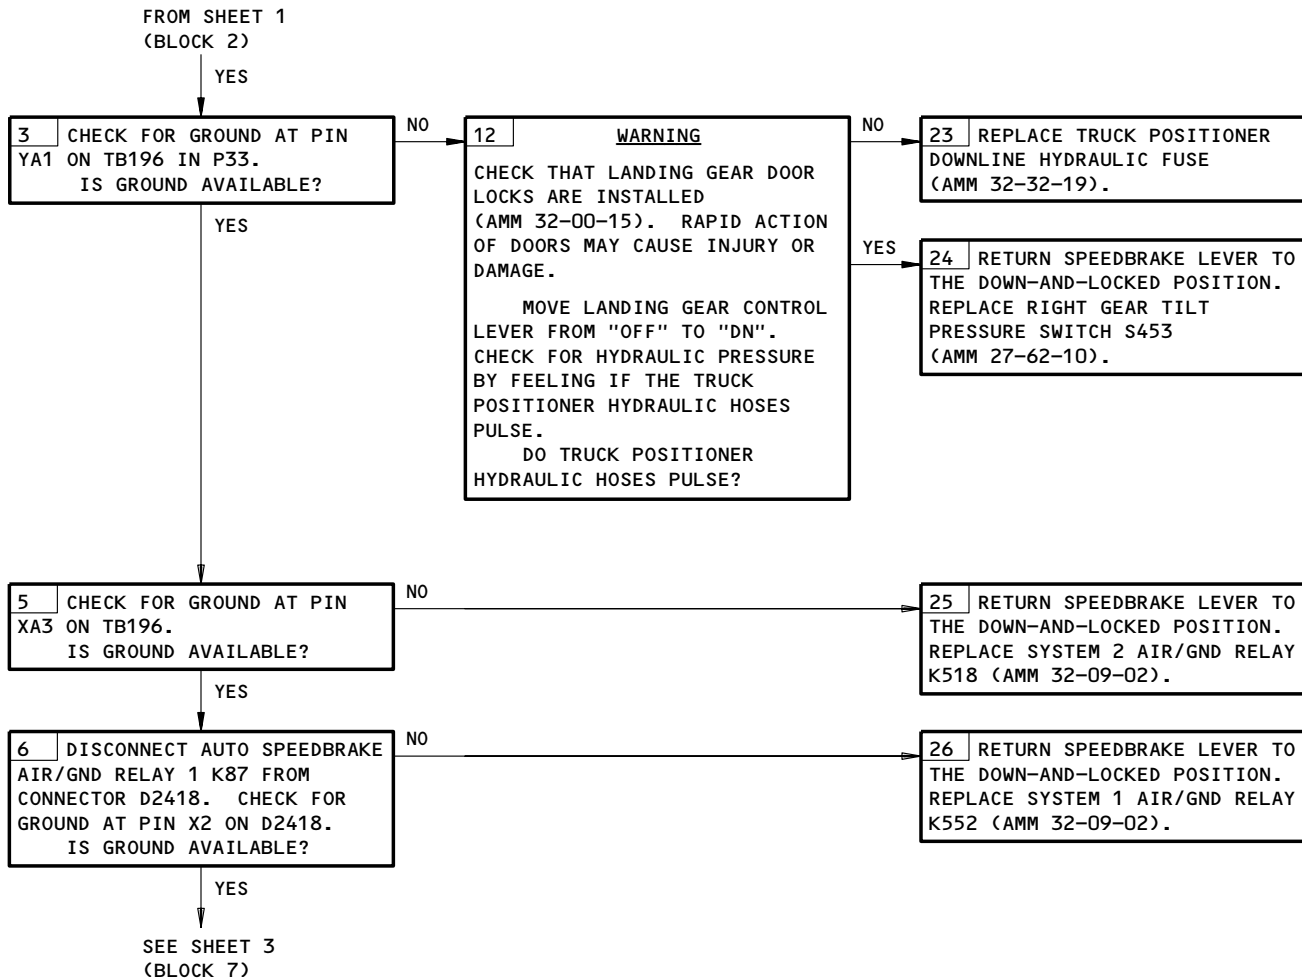 FROM SHEET 1
(BLOCK 2)
YES
3 CHECK FOR GROUND AT PIN
YA1 ON TB196 IN P33.
IS GROUND AVAILABLE?
NO
YES
12 WARNING
CHECK THAT LANDING GEAR DOOR
LOCKS ARE INSTALLED
(AMM 32-00-15). RAPID ACTION
OF DOORS MAY CAUSE INJURY OR
DAMAGE.
MOVE LANDING GEAR CONTROL
LEVER FROM "OFF" TO "DN".
CHECK FOR HYDRAULIC PRESSURE
BY FEELING IF THE TRUCK
POSITIONER HYDRAULIC HOSES
PULSE.
DO TRUCK POSITIONER
HYDRAULIC HOSES PULSE?
NO
23 REPLACE TRUCK POSITIONER
DOWNLINE HYDRAULIC FUSE
(AMM 32-32-19).
YES
24 RETURN SPEEDBRAKE LEVER TO
THE DOWN-AND-LOCKED POSITION.
REPLACE RIGHT GEAR TILT
PRESSURE SWITCH S453
(AMM 27-62-10).
5 CHECK FOR GROUND AT PIN
XA3 ON TB196.
IS GROUND AVAILABLE?
NO
25 RETURN SPEEDBRAKE LEVER TO
THE DOWN-AND-LOCKED POSITION.
REPLACE SYSTEM 2 AIR/GND RELAY
K518 (AMM 32-09-02).
YES
6 DISCONNECT AUTO SPEEDBRAKE
AIR/GND RELAY 1 K87 FROM
CONNECTOR D2418. CHECK FOR
GROUND AT PIN X2 ON D2418.
IS GROUND AVAILABLE?
NO
26 RETURN SPEEDBRAKE LEVER TO
THE DOWN-AND-LOCKED POSITION.
REPLACE SYSTEM 1 AIR/GND RELAY
K552 (AMM 32-09-02).
YES
SEE SHEET 3
(BLOCK 7)